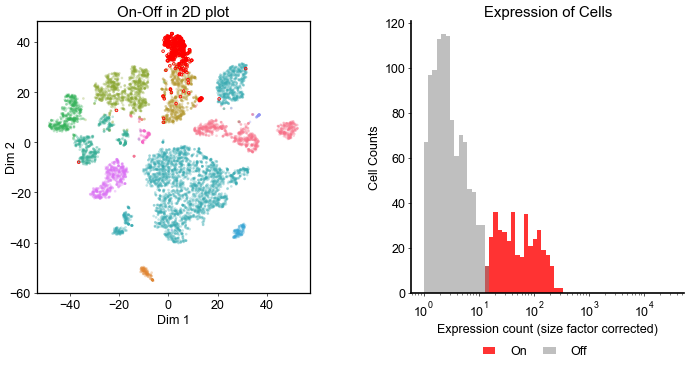 On-Off in 2D plot
40
20
0
−20
−40
−60
Dim 2
−40 −20 0 20 40
Dim 1
Expression of Cells
120
100
80
60
40
20
0
Cell Counts
10^0 10^1 10^2 10^3 10^4
Expression count (size factor corrected)
On Off